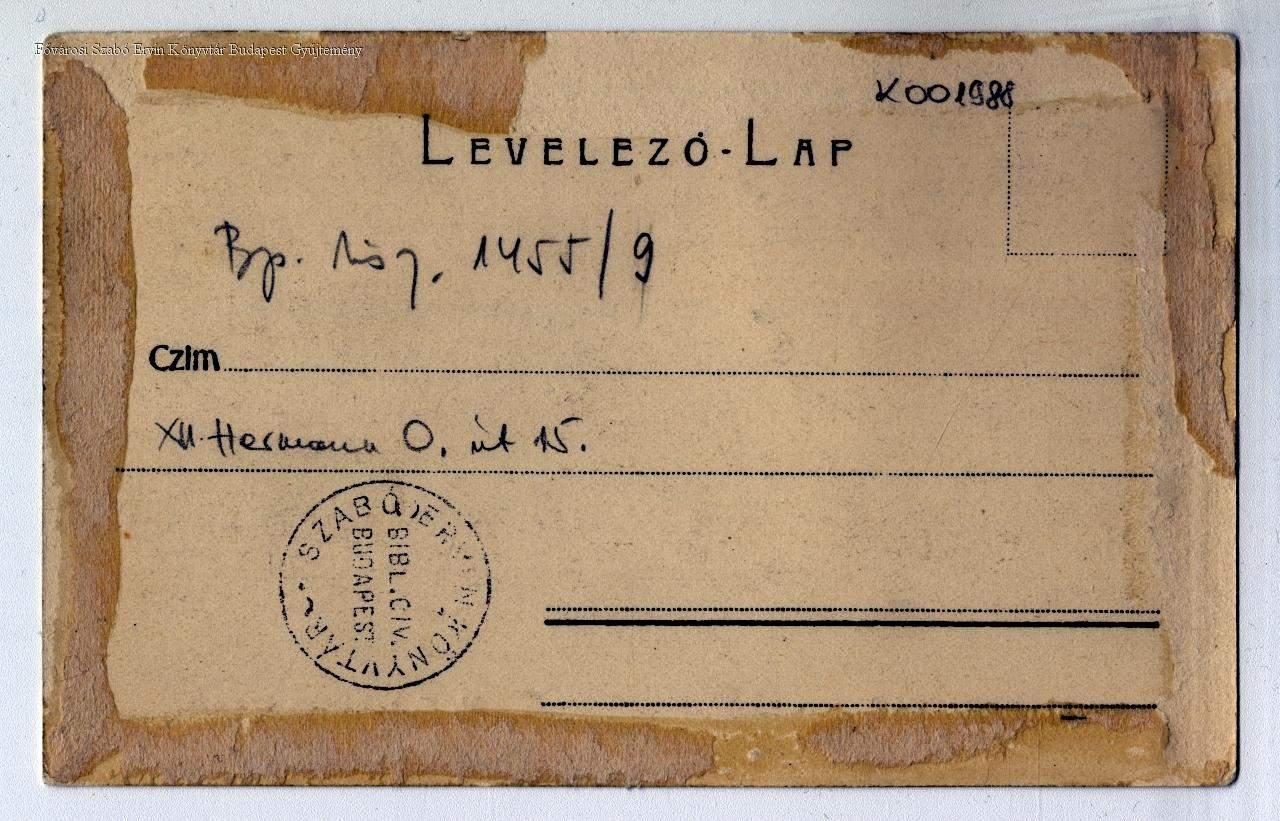 Fővárosi Szabó Ervin Könyvtár Budapest Gyűjtemény
K001988
LEVELEZŐ-LAP
Bp. 1455/9
Czim
XII. Hermann O. út 15.
SZABÓ ERVIN KÖNYVTÁR
BIBL. CIV.
BUDAPEST